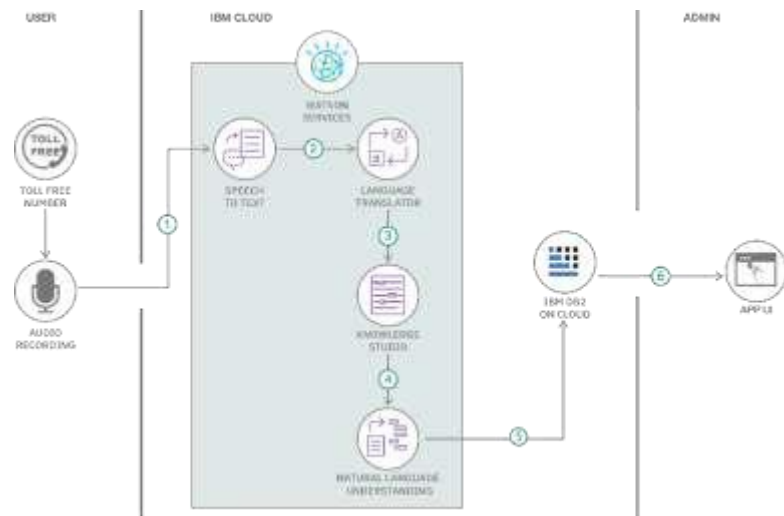 USER
IBM CLOUD
ADMIN
WATSON
SERVICES
TOLL
FREE
TOLL FREE
NUMBER
1
SPEECH
TO TEXT
2
A
LANGUAGE
TRANSLATOR
3
AUDIO
RECORDING
KNOWLEDGE
STUDIO
4
NATURAL LANGUAGE
UNDERSTANDING
5
IBM DB2
ON CLOUD
6
APP UI